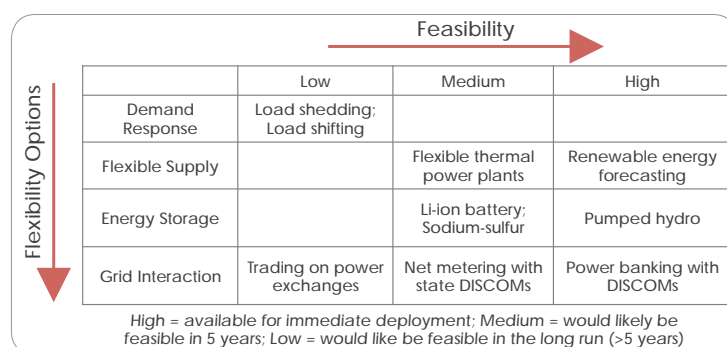 Feasibility
Flexibility Options
Low Medium High
Demand Response
Load shedding; Load shifting
Flexible Supply
Flexible thermal power plants
Renewable energy forecasting
Energy Storage
Li-ion battery; Sodium-sulfur
Pumped hydro
Grid Interaction
Trading on power exchanges
Net metering with state DISCOMs
Power banking with DISCOMs
High = available for immediate deployment; Medium = would likely be
feasible in 5 years; Low = would like be feasible in the long run (>5 years)